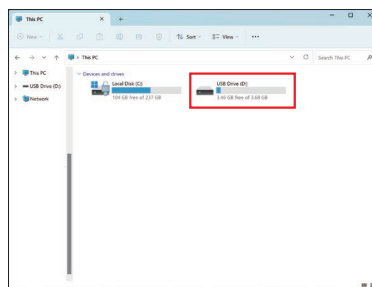 This PC
New
Sort
View
This PC
Search This PC
This PC
USB Drive (D:)
Network
Devices and drives
Local Disk (C:)
104 GB free of 237 GB
USB Drive (D:)
3.46 GB free of 3.68 GB